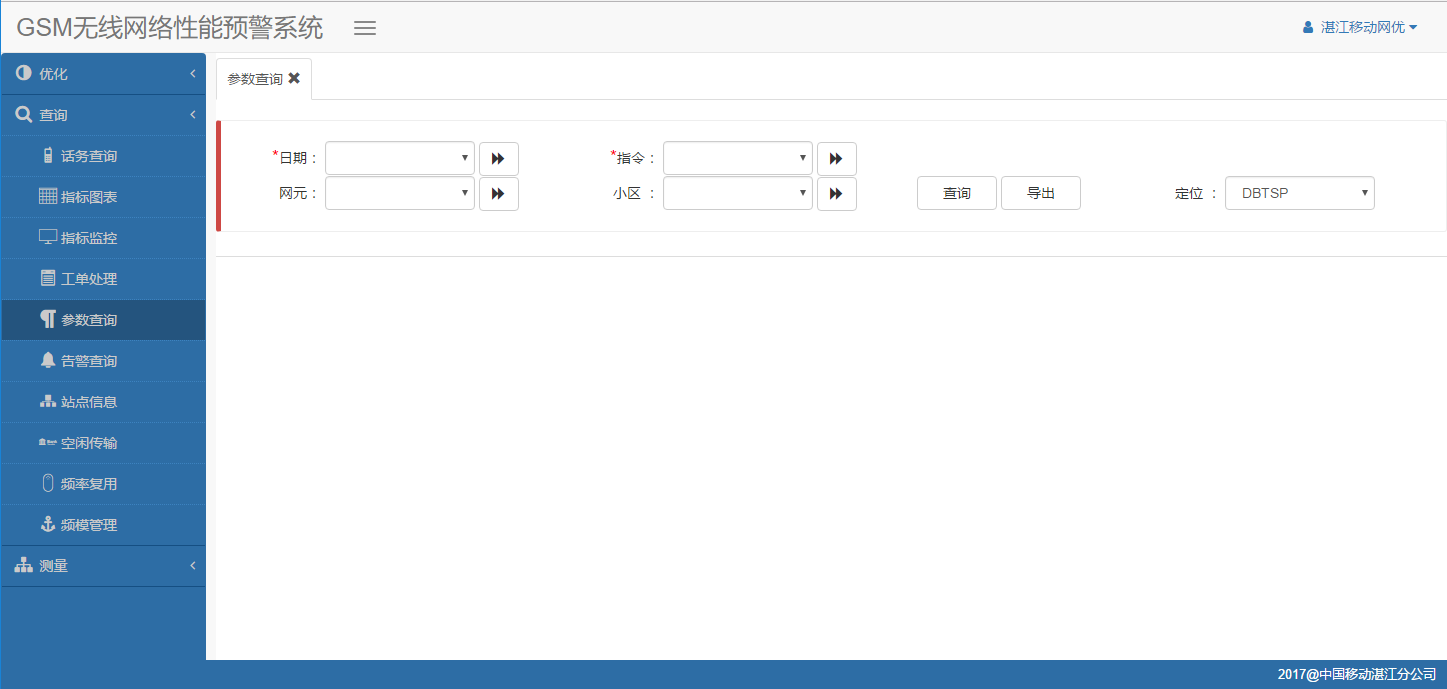 GSM无线网络性能预警系统
湛江移动网优
优化
查询
话务查询
指标图表
指标监控
工单处理
参数查询
告警查询
站点信息
空闲传输
频率复用
频模管理
测量
参数查询
*日期 : *指令 :
网元 : 小区 : 查询 导出 定位 : DBTSP
2017@中国移动湛江分公司